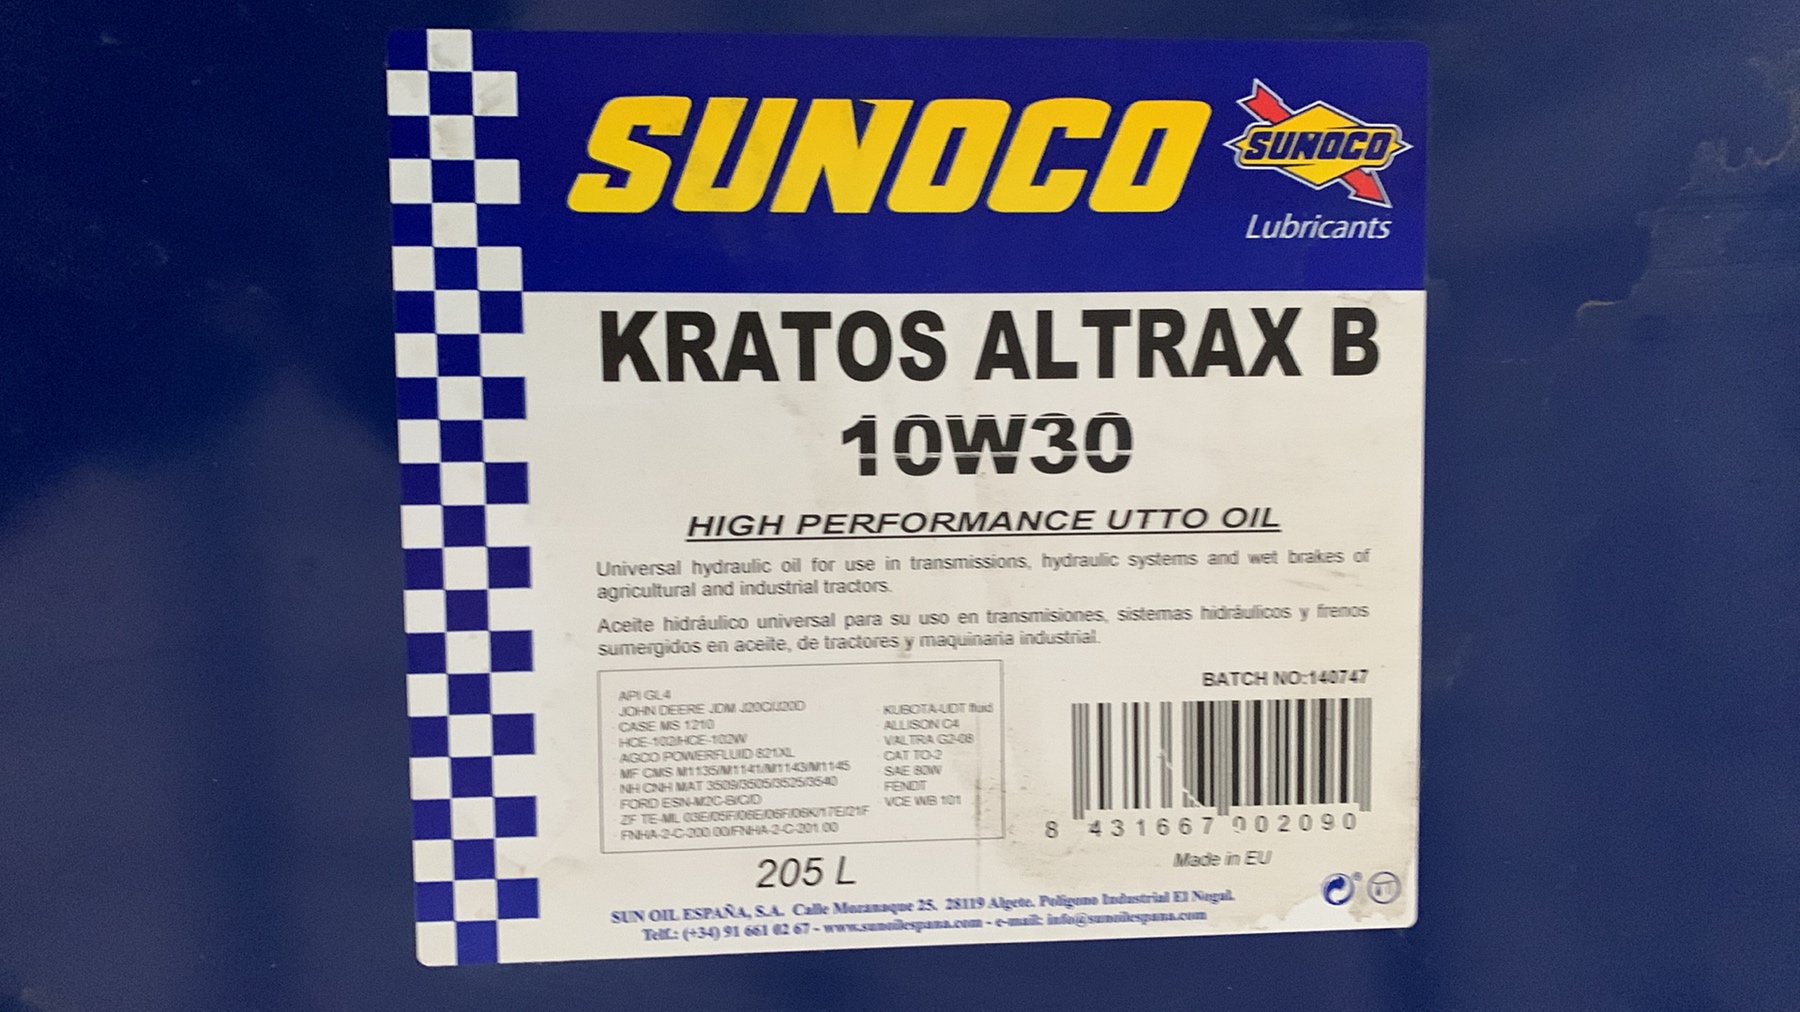 SUNOCO
SUNOCO
Lubricants
KRATOS ALTRAX B
10W30
HIGH PERFORMANCE UTTO OIL
Universal hydraulic oil for use in transmissions, hydraulic systems and wet brakes of
agricultural and industrial tractors.
Aceite hidráulico universal para su uso en transmisiones, sistemas hidráulicos y frenos
sumergidos en aceite, de tractores y maquinaria industrial.
API GL4
JOHN DEERE JDM J20C/J20D
CASE MS 1210
HCE-102/HCE-102W
AGCO POWERFLUID 821XL
MF CMS M1135/M1141/M1143/M1145
NH CNH MAT 3509/3505/3525/3540
FORD ESN-M2C-B/C/D
ZF TE-ML 03E/05F/06E/06F/06K/17E/21F
FNHA-2-C-200.00/FNHA-2-C-201.00
KUBOTA-UDT fluid
ALLISON C4
VALTRA G2-08
CAT TO-2
SAE 80W
FENDT
VCE WB 101
BATCH NO:140747
8 431667 002090
Made in EU
205 L
SUN OIL ESPAÑA, S.A. Calle Mozanaque 25. 28119 Algete. Polígono Industrial El Nogal.
Telf.: (+34) 91 661 02 67 - www.sunoilespana.com - e-mail: info@sunoilespana.com